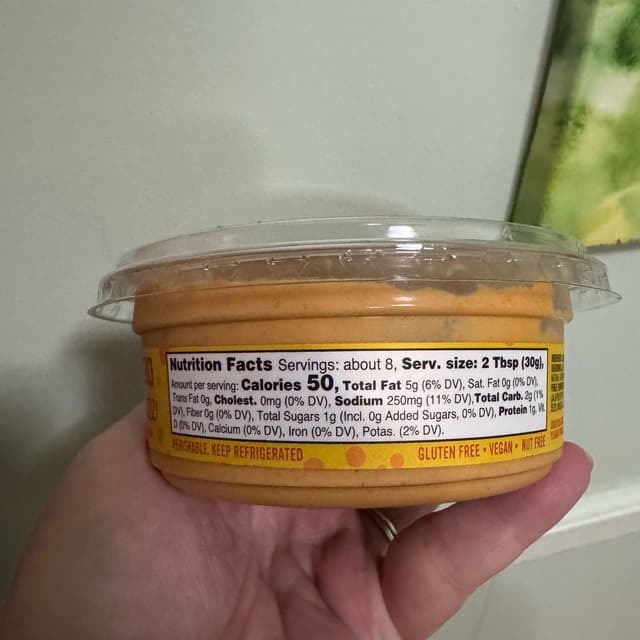 Nutrition Facts Servings: about 8, Serv. size: 2 Tbsp (30g),
Amount per serving: Calories 50, Total Fat 5g (6% DV), Sat. Fat 0g (0% DV),
Trans Fat 0g, Cholest. 0mg (0% DV), Sodium 250mg (11% DV), Total Carb. 2g (1%
DV), Fiber 0g (0% DV), Total Sugars 1g (Incl. 0g Added Sugars, 0% DV), Protein 1g, Vit.
D (0% DV), Calcium (0% DV), Iron (0% DV), Potas. (2% DV).
PERISHABLE. KEEP REFRIGERATED
GLUTEN FREE • VEGAN • NUT FREE